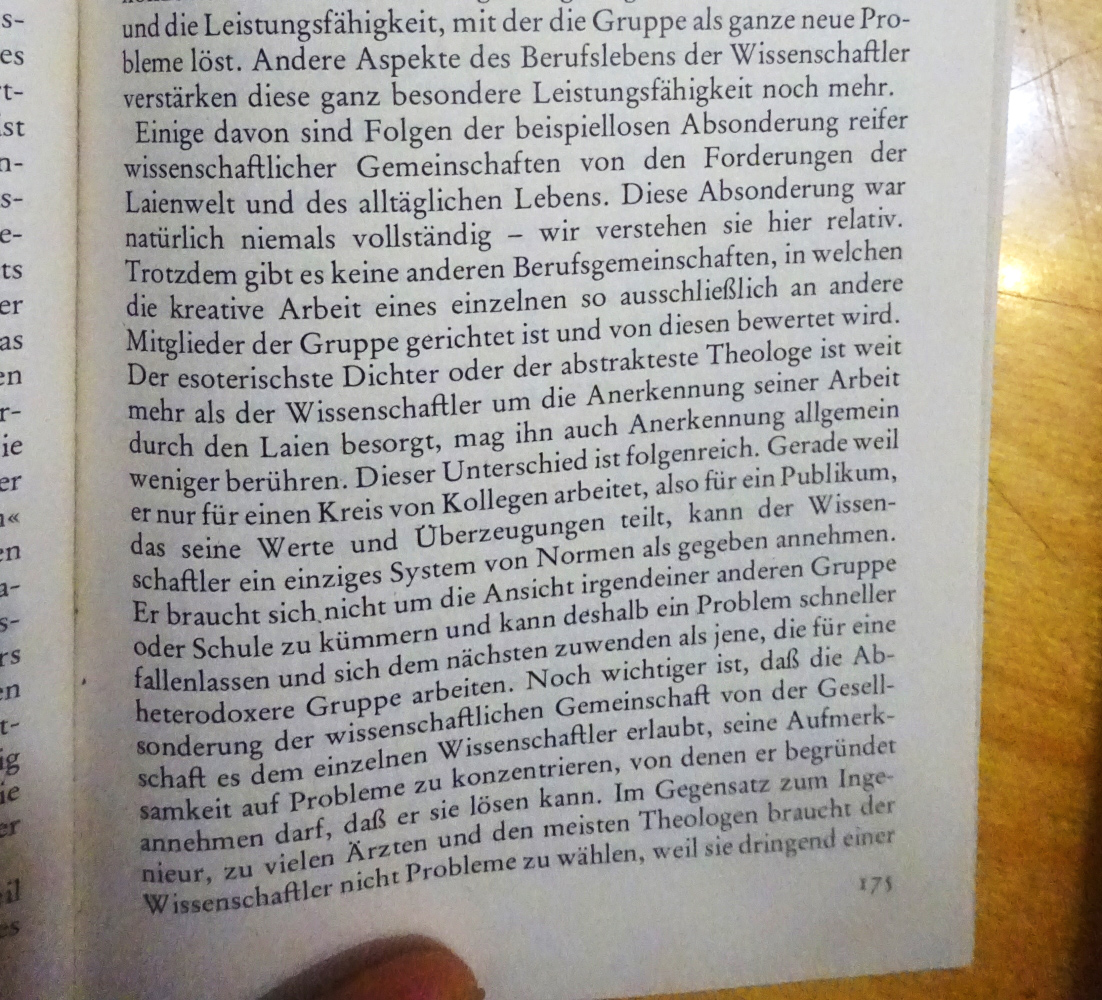 und die Leistungsfähigkeit, mit der die Gruppe als ganze neue Pro-
bleme löst. Andere Aspekte des Berufslebens der Wissenschaftler
verstärken diese ganz besondere Leistungsfähigkeit noch mehr.
Einige davon sind Folgen der beispiellosen Absonderung reifer
wissenschaftlicher Gemeinschaften von den Forderungen der
Laienwelt und des alltäglichen Lebens. Diese Absonderung war
natürlich niemals vollständig – wir verstehen sie hier relativ.
Trotzdem gibt es keine anderen Berufsgemeinschaften, in welchen
die kreative Arbeit eines einzelnen so ausschließlich an andere
Mitglieder der Gruppe gerichtet ist und von diesen bewertet wird.
Der esoterischste Dichter oder der abstrakteste Theologe ist weit
mehr als der Wissenschaftler um die Anerkennung seiner Arbeit
durch den Laien besorgt, mag ihn auch Anerkennung allgemein
weniger berühren. Dieser Unterschied ist folgenreich. Gerade weil
er nur für einen Kreis von Kollegen arbeitet, also für ein Publikum,
das seine Werte und Überzeugungen teilt, kann der Wissen-
schaftler ein einziges System von Normen als gegeben annehmen.
Er braucht sich nicht um die Ansicht irgendeiner anderen Gruppe
oder Schule zu kümmern und kann deshalb ein Problem schneller
fallenlassen und sich dem nächsten zuwenden als jene, die für eine
heterodoxere Gruppe arbeiten. Noch wichtiger ist, daß die Ab-
sonderung der wissenschaftlichen Gemeinschaft von der Gesell-
schaft es dem einzelnen Wissenschaftler erlaubt, seine Aufmerk-
samkeit auf Probleme zu konzentrieren, von denen er begründet
annehmen darf, daß er sie lösen kann. Im Gegensatz zum Inge-
nieur, zu vielen Ärzten und den meisten Theologen braucht der
Wissenschaftler nicht Probleme zu wählen, weil sie dringend einer
175